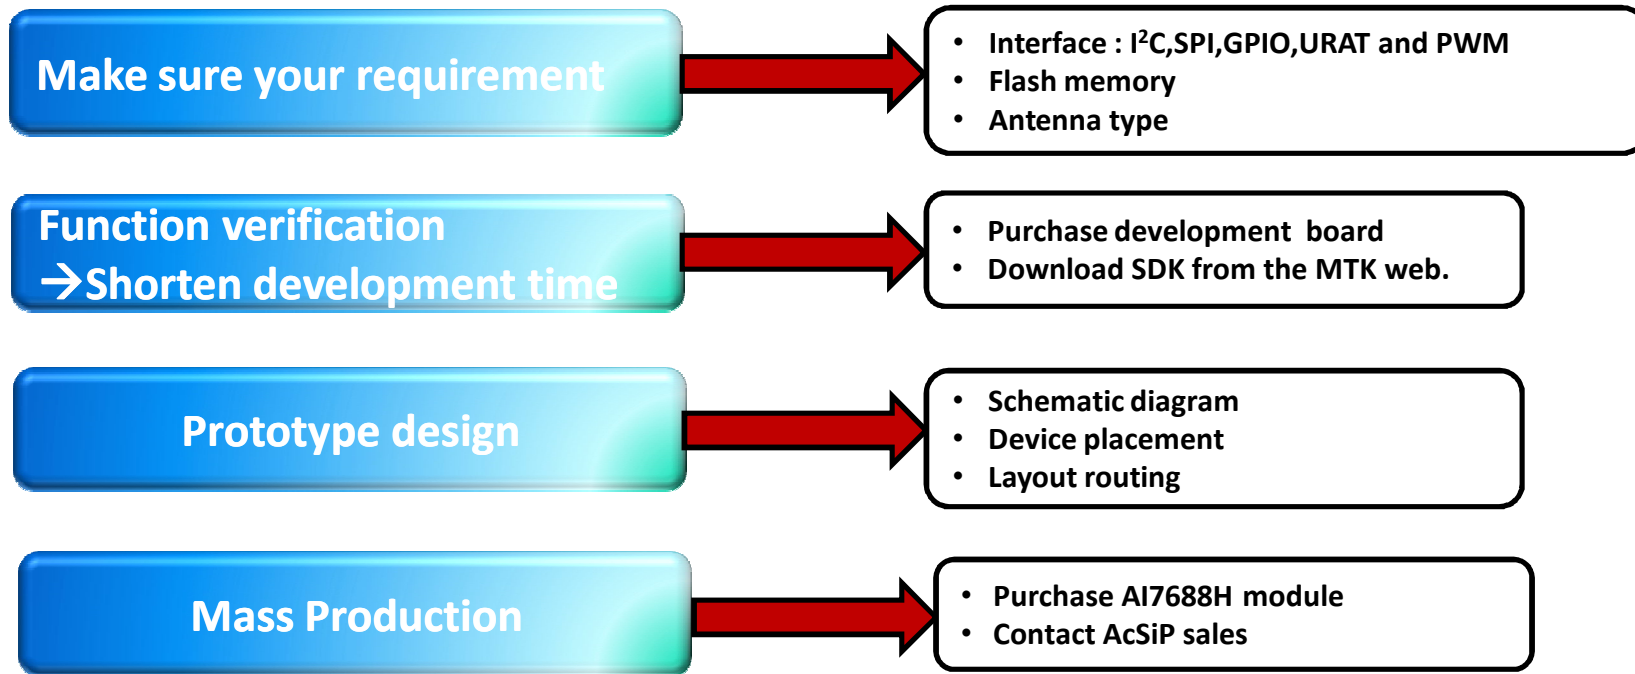 Make sure your requirement
• Interface : I²C,SPI,GPIO,URAT and PWM
• Flash memory
• Antenna type
Function verification
→Shorten development time
• Purchase development board
• Download SDK from the MTK web.
Prototype design
• Schematic diagram
• Device placement
• Layout routing
Mass Production
• Purchase AI7688H module
• Contact AcSiP sales